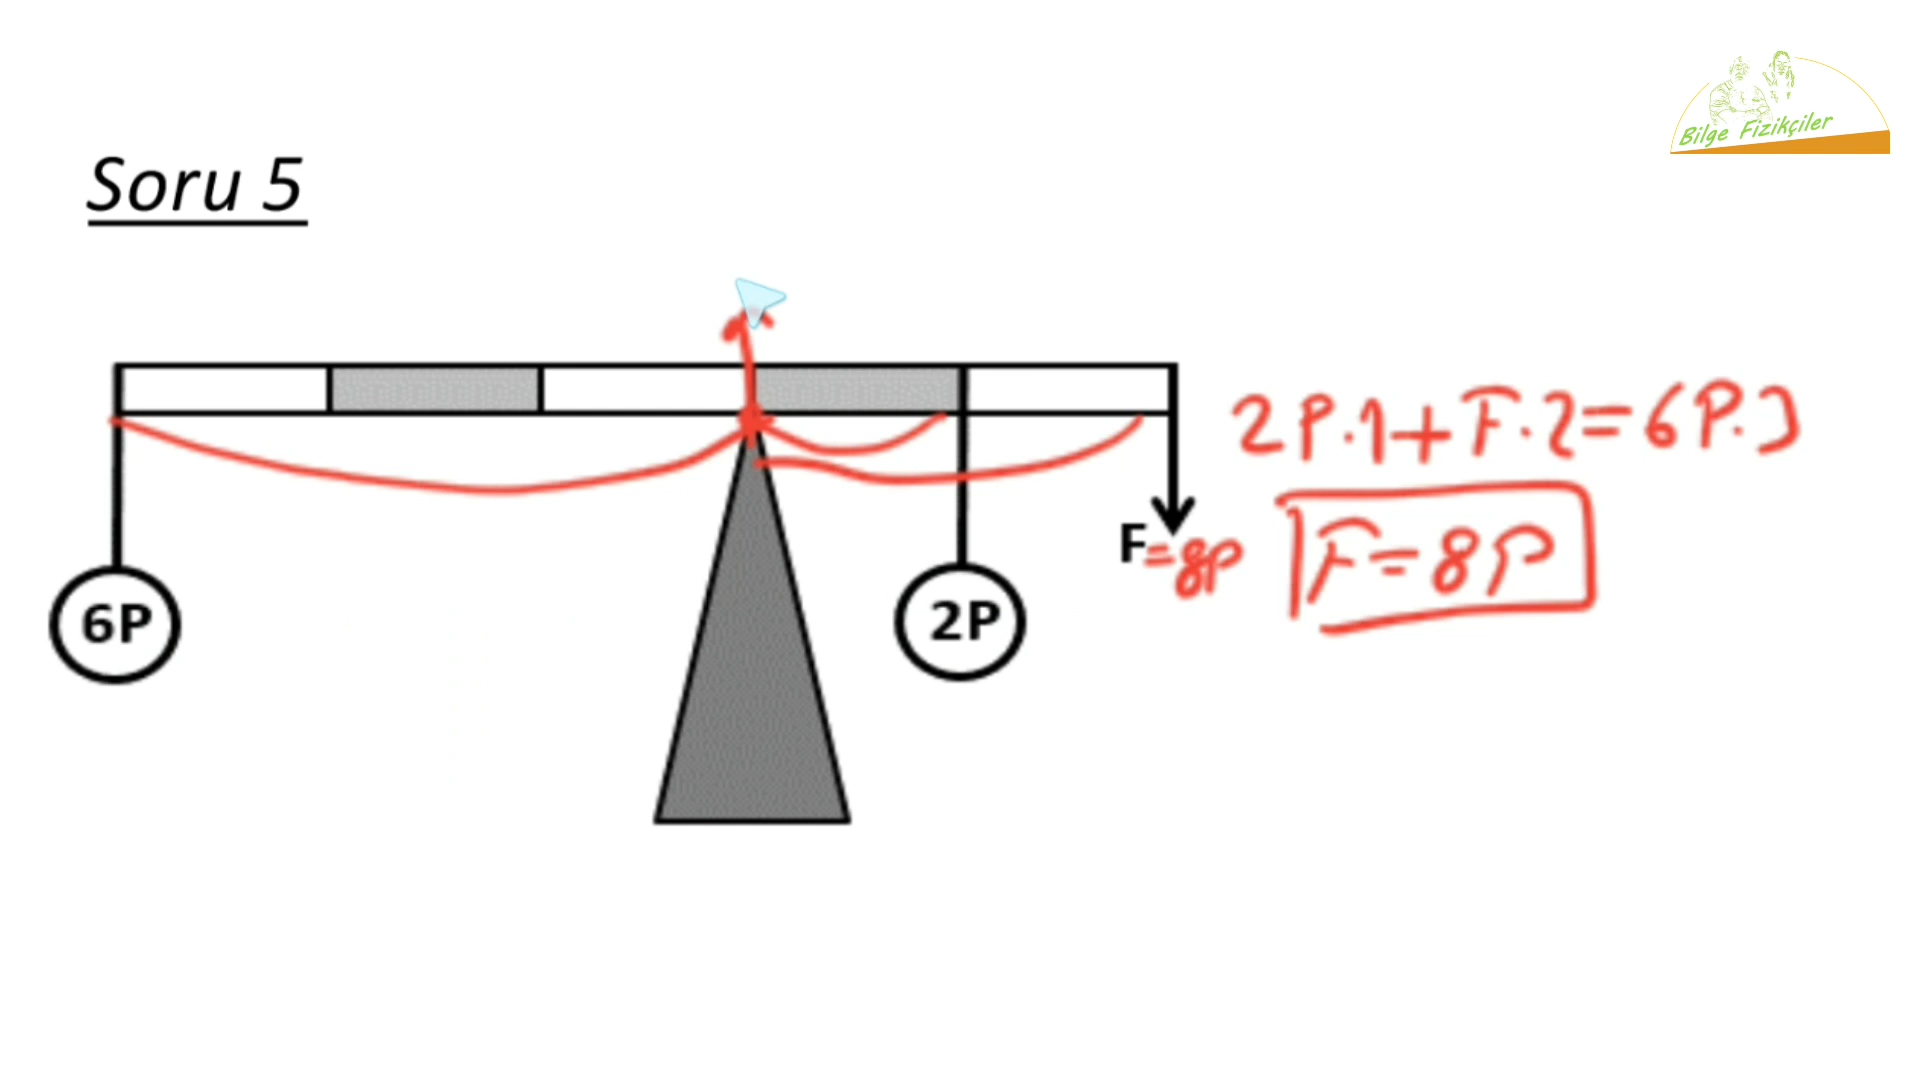 Bilge Fizikçiler
Soru 5
2P.1+F.2=6P.3
F=8P
F=8P
6P
2P